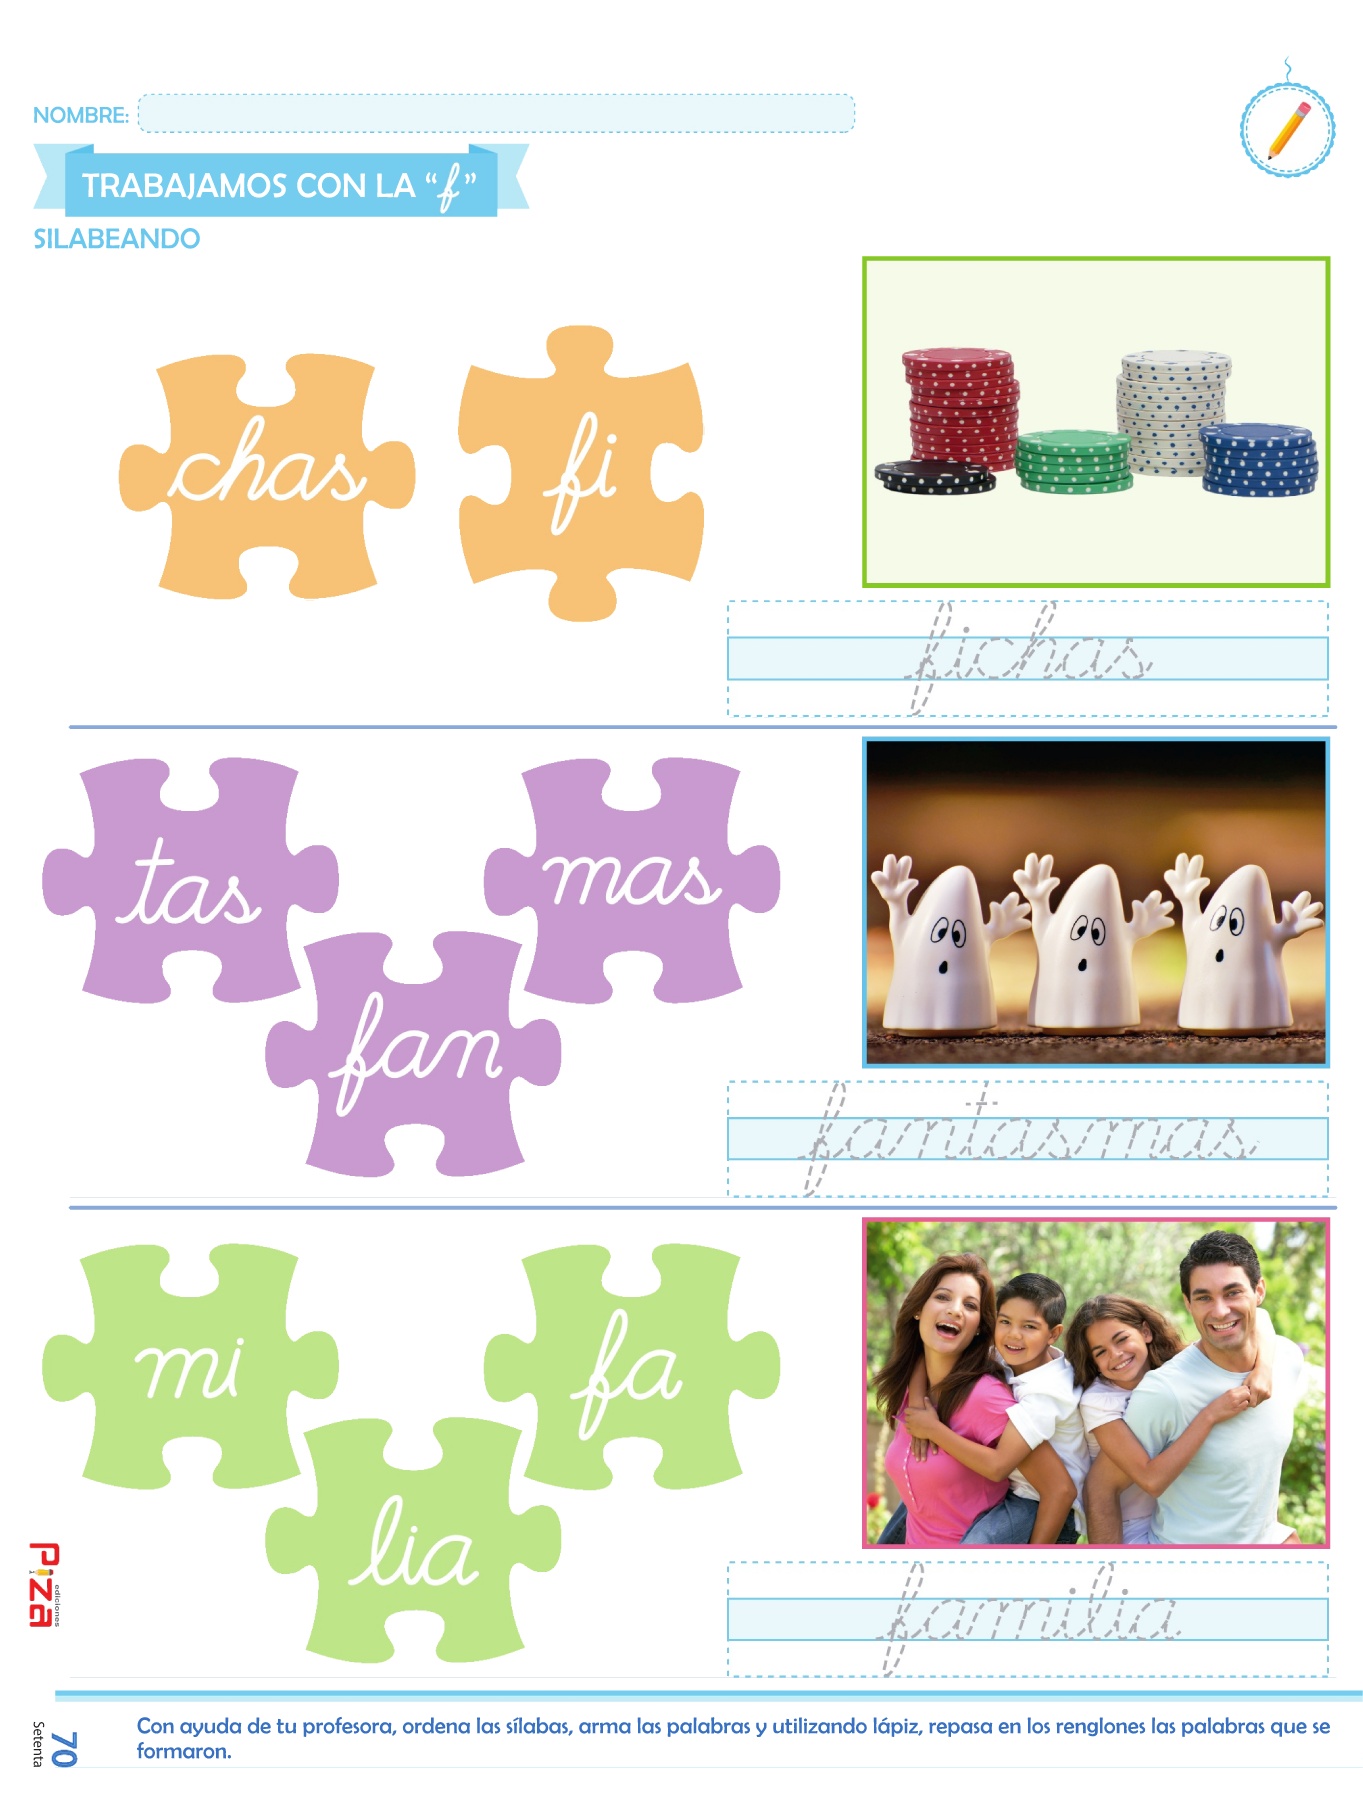 NOMBRE:
TRABAJAMOS CON LA “f”
SILABEANDO
chas
fi
fichas
tas
mas
fan
fantasmas
mi
fa
lia
familia
Piza
ediciones
70
Setenta
Con ayuda de tu profesora, ordena las sílabas, arma las palabras y utilizando lápiz, repasa en los renglones las palabras que se
formaron.